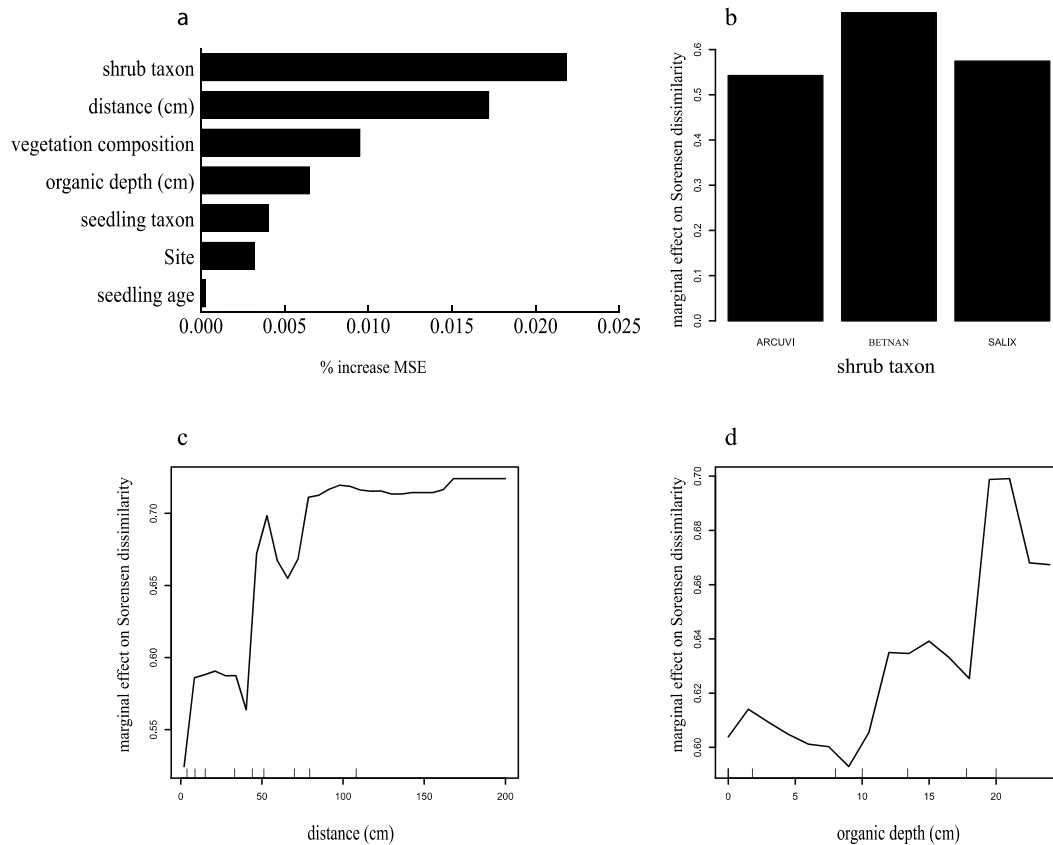 a
shrub taxon
distance (cm)
vegetation composition
organic depth (cm)
seedling taxon
Site
seedling age
0.000 0.005 0.010 0.015 0.020 0.025
% increase MSE
b
marginal effect on Sorensen dissimilarity
0.0 0.1 0.2 0.3 0.4 0.5 0.6
ARCUVI BETNAN SALIX
shrub taxon
c
marginal effect on Sorensen dissimilarity
0.55 0.60 0.65 0.70
0 50 100 150 200
distance (cm)
d
marginal effect on Sorensen dissimilarity
0.60 0.62 0.64 0.66 0.68 0.70
0 5 10 15 20
organic depth (cm)